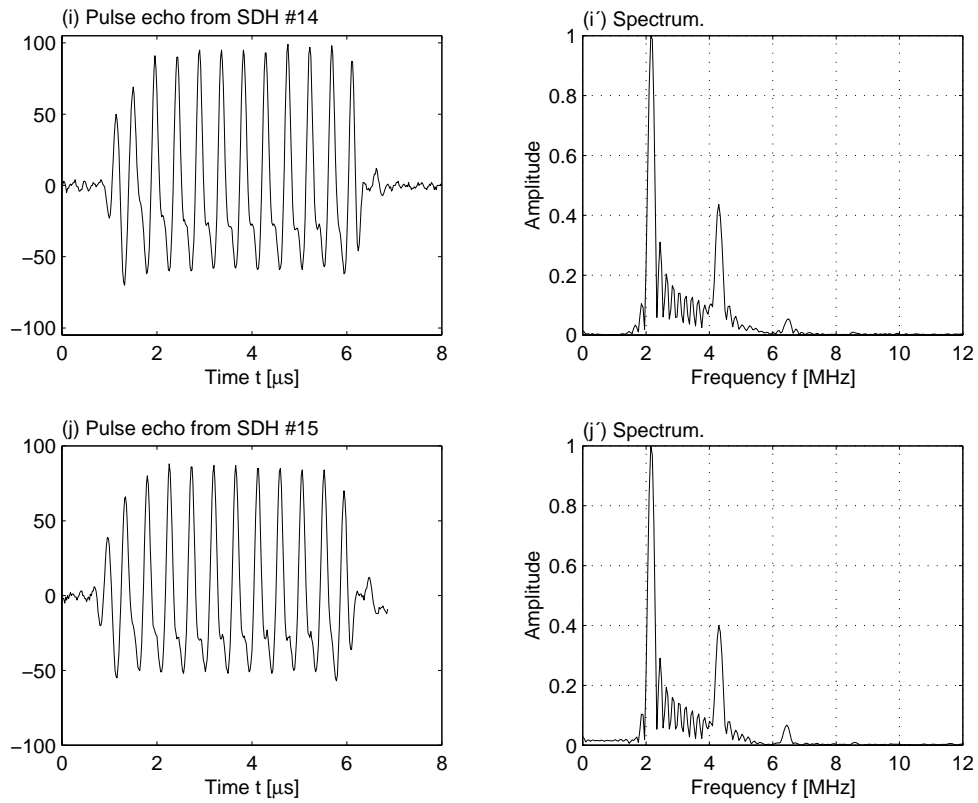 (i) Pulse echo from SDH #14
100
50
0
−50
−100
0 2 4 6 8
Time t [μs]
(i´) Spectrum.
1
0.8
0.6
0.4
0.2
0
Amplitude
0 2 4 6 8 10 12
Frequency f [MHz]
(j) Pulse echo from SDH #15
100
50
0
−50
−100
0 2 4 6 8
Time t [μs]
(j´) Spectrum.
1
0.8
0.6
0.4
0.2
0
Amplitude
0 2 4 6 8 10 12
Frequency f [MHz]